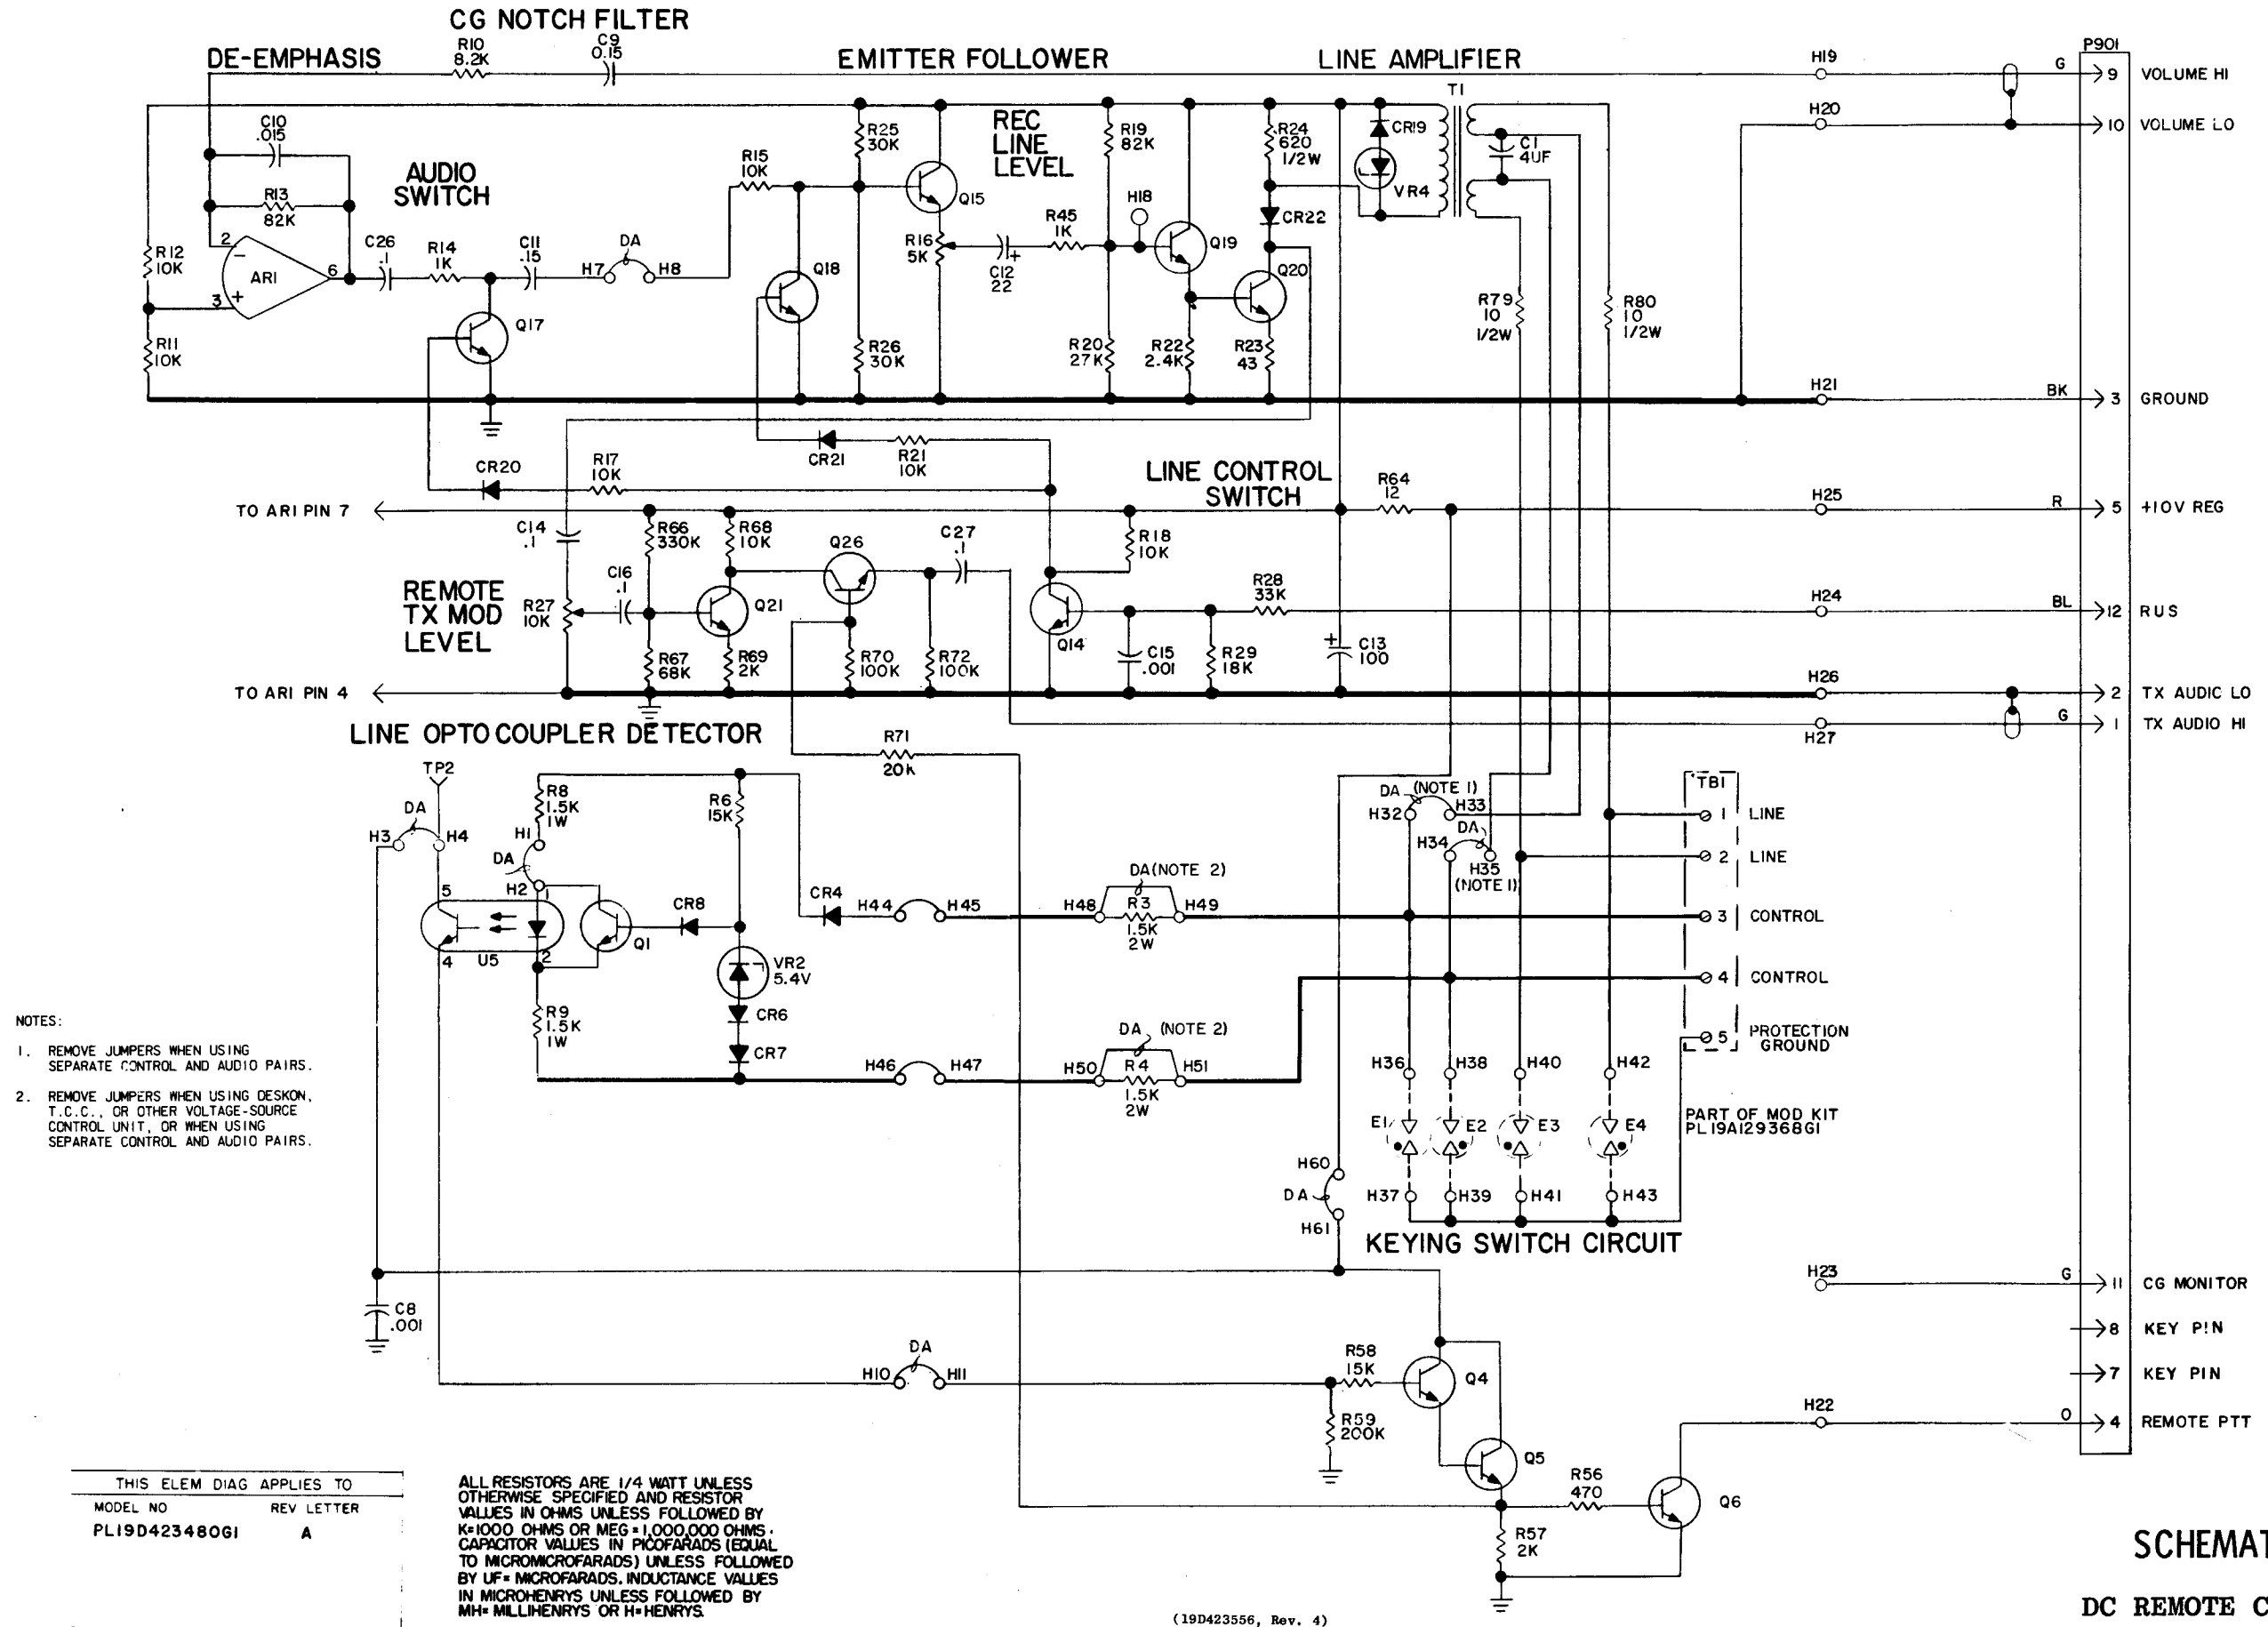 CG NOTCH FILTER
DE-EMPHASIS
R10
8.2K
C9
0.15
EMITTER FOLLOWER
LINE AMPLIFIER
H19
P901
G
9
VOLUME HI
H20
10
VOLUME LO
C10
.015
R13
82K
AUDIO
SWITCH
R12
10K
2
-
AR1
6
3
+
R11
10K
C26
.1
R14
1K
C11
.15
DA
H7
H8
Q17
R15
10K
R25
30K
Q15
Q18
R26
30K
REC
LINE
LEVEL
R16
5K
C12
22
+
R45
1K
R19
82K
H18
Q19
R20
27K
R22
2.4K
R24
620
1/2W
CR22
Q20
R23
43
CR19
VR4
T1
C1
4UF
R79
10
1/2W
R80
10
1/2W
H21
BK
3
GROUND
CR20
R17
10K
CR21
R21
10K
LINE CONTROL
SWITCH
R64
12
H25
R
5
+10V REG
TO AR1 PIN 7
C14
.1
R66
330K
R68
10K
Q26
C27
.1
R18
10K
REMOTE
TX MOD
LEVEL
R27
10K
C16
.1
Q21
R67
68K
R69
2K
R70
100K
R72
100K
Q14
R28
33K
C15
.001
R29
18K
+
C13
100
H24
BL
12
RUS
TO AR1 PIN 4
H26
2
TX AUDIO LO
H27
G
1
TX AUDIO HI
LINE OPTO COUPLER DETECTOR
R71
20K
TP2
DA
H3
H4
R8
1.5K
1W
H1
DA
H2
1
5
4
U5
2
Q1
R6
15K
CR8
CR4
VR2
5.4V
CR6
CR7
R9
1.5K
1W
H44
H45
DA(NOTE 2)
H48
R3
H49
1.5K
2W
H46
H47
DA (NOTE 2)
H50
R4
H51
1.5K
2W
DA (NOTE 1)
H32
H33
DA
H34
H35
(NOTE 1)
TB1
1
LINE
2
LINE
3
CONTROL
4
CONTROL
5
PROTECTION
GROUND
H36
H38
H40
H42
E1
E2
E3
E4
H37
H39
H41
H43
PART OF MOD KIT
PL19A129368G1
KEYING SWITCH CIRCUIT
H60
DA
H61
NOTES:
1. REMOVE JUMPERS WHEN USING
SEPARATE CONTROL AND AUDIO PAIRS.
2. REMOVE JUMPERS WHEN USING DESKON,
T.C.C., OR OTHER VOLTAGE-SOURCE
CONTROL UNIT, OR WHEN USING
SEPARATE CONTROL AND AUDIO PAIRS.
C8
.001
H10
DA
H11
R58
15K
R59
200K
Q4
Q5
R56
470
R57
2K
Q6
H23
G
11
CG MONITOR
8
KEY PIN
7
KEY PIN
H22
O
4
REMOTE PTT
THIS ELEM DIAG APPLIES TO
MODEL NO REV LETTER
PL19D423480G1 A
ALL RESISTORS ARE 1/4 WATT UNLESS
OTHERWISE SPECIFIED AND RESISTOR
VALUES IN OHMS UNLESS FOLLOWED BY
K=1000 OHMS OR MEG=1,000,000 OHMS.
CAPACITOR VALUES IN PICOFARADS (EQUAL
TO MICROMICROFARADS) UNLESS FOLLOWED
BY UF= MICROFARADS. INDUCTANCE VALUES
IN MICROHENRYS UNLESS FOLLOWED BY
MH= MILLIHENRYS OR H=HENRYS.
(19D423556, Rev. 4)
SCHEMAT
DC REMOTE C